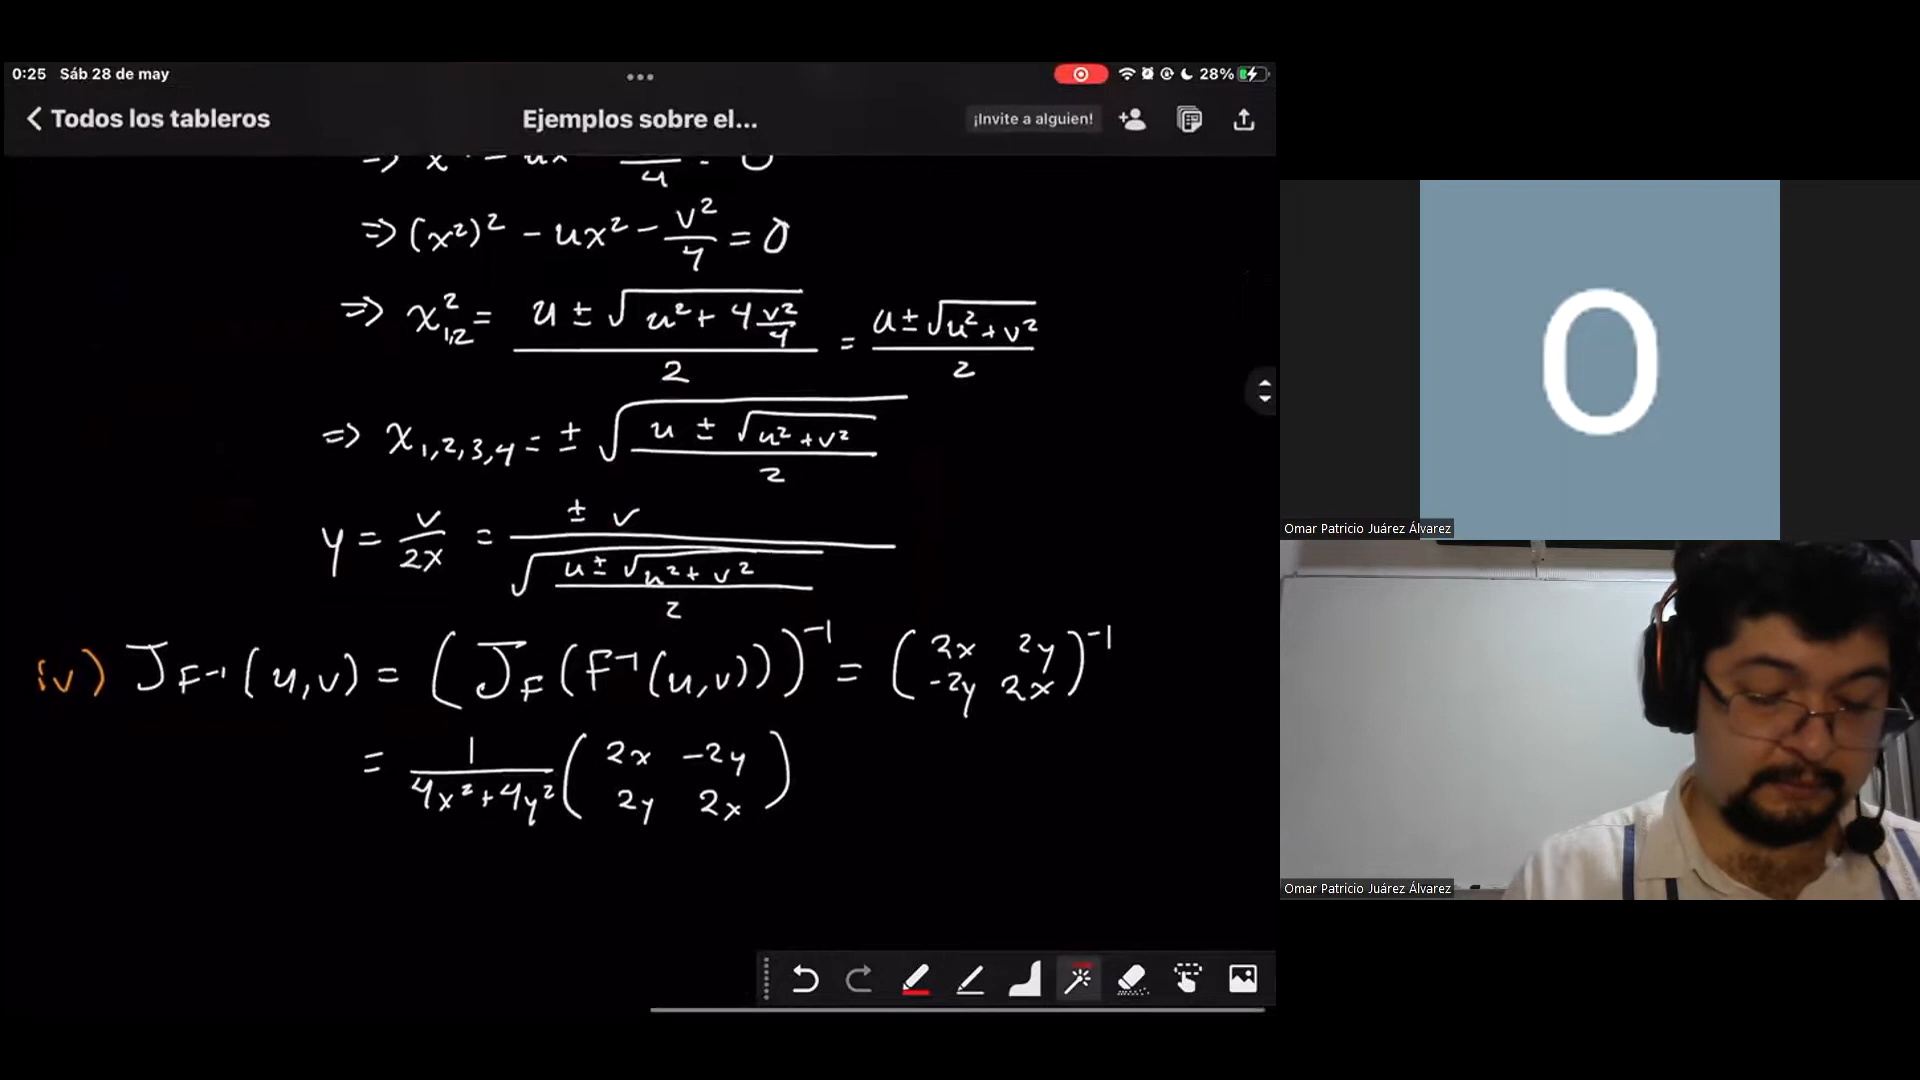 0:25 Sáb 28 de may 28%
Todos los tableros
Ejemplos sobre el...
¡Invite a alguien!
⇒ (x²)² - ux² - v²/4 = 0
⇒ x²₁,₂ = (u ± √(u² + 4 v²/4))/2 = (u ± √(u² + v²))/2
⇒ x₁,₂,₃,₄ = ± √((u ± √(u² + v²))/2)
y = v/2x = ± v/√((u ± √(u² + v²))/2)
iv) J_F⁻¹(u,v) = (J_F(F⁻¹(u,v)))⁻¹ = (2x 2y
-2y 2x)⁻¹
= 1/(4x² + 4y²) (2x -2y
2y 2x)
O
Omar Patricio Juárez Álvarez
Omar Patricio Juárez Álvarez